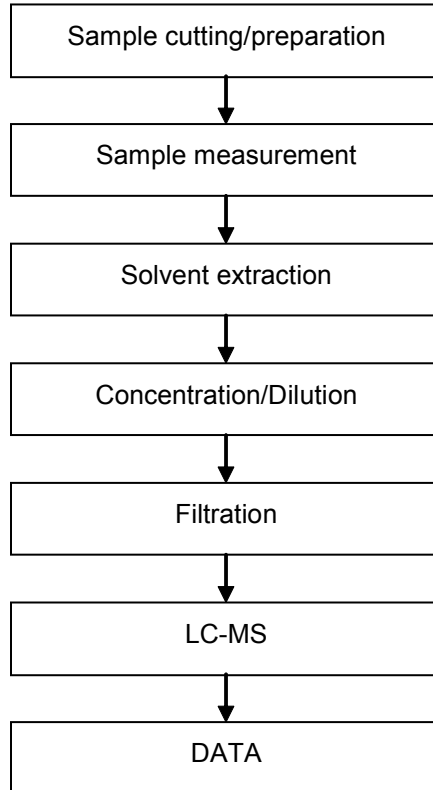 Sample cutting/preparation
Sample measurement
Solvent extraction
Concentration/Dilution
Filtration
LC-MS
DATA